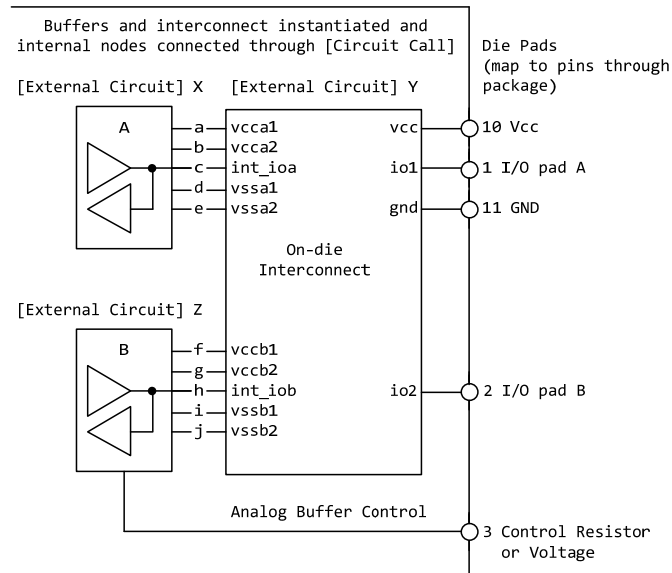 Buffers and interconnect instantiated and
internal nodes connected through [Circuit Call]
Die Pads
(map to pins through
package)
[External Circuit] X
[External Circuit] Y
A
a
b
c
d
e
vcca1
vcca2
int_ioa
vssa1
vssa2
vcc
io1
gnd
10 Vcc
1 I/O pad A
11 GND
On-die
Interconnect
[External Circuit] Z
B
f
g
h
i
j
vccb1
vccb2
int_iob
vssb1
vssb2
io2
2 I/O pad B
Analog Buffer Control
3 Control Resistor
or Voltage